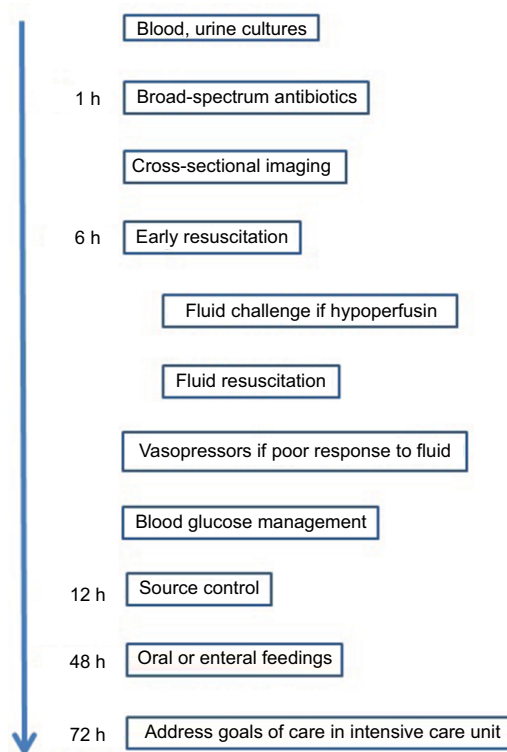 Blood, urine cultures
1 h Broad-spectrum antibiotics
Cross-sectional imaging
6 h Early resuscitation
Fluid challenge if hypoperfusin
Fluid resuscitation
Vasopressors if poor response to fluid
Blood glucose management
12 h Source control
48 h Oral or enteral feedings
72 h Address goals of care in intensive care unit